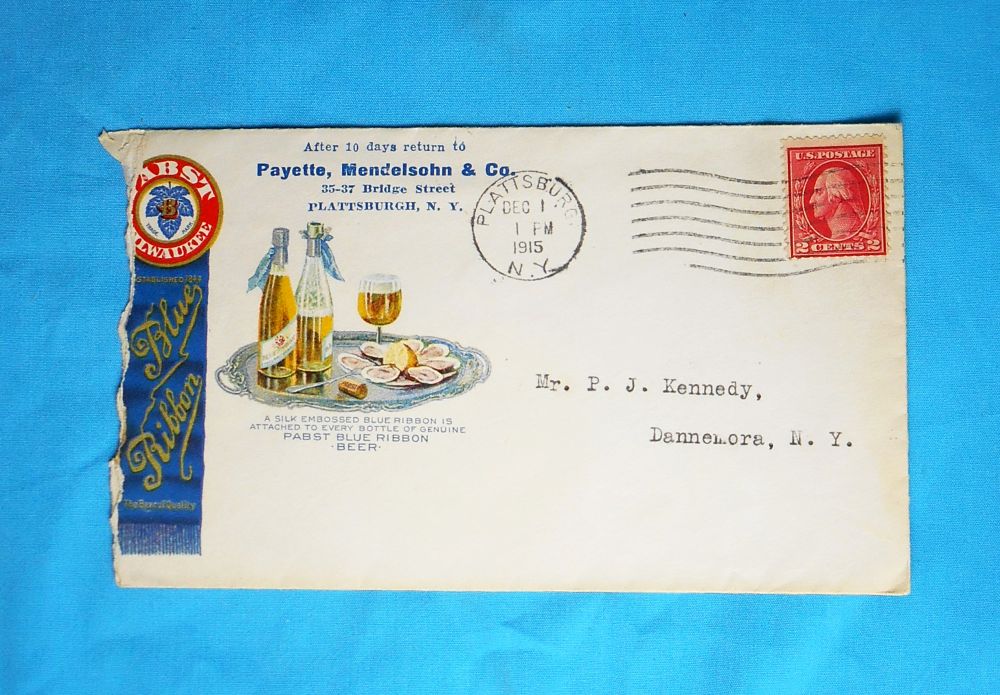 After 10 days return to
Payette, Mendelsohn & Co.
35-37 Bridge Street
PLATTSBURGH, N. Y.
PABST
B
TRADE MARK
MILWAUKEE
ESTABLISHED 1844
Blue
Ribbon
The Beer of Quality
A SILK EMBOSSED BLUE RIBBON IS
ATTACHED TO EVERY BOTTLE OF GENUINE
PABST BLUE RIBBON
·BEER·
PLATTSBURG
DEC 1
1 PM
1915
N.Y.
U.S. POSTAGE
2 CENTS 2
Mr. P. J. Kennedy,
Dannemora, N. Y.